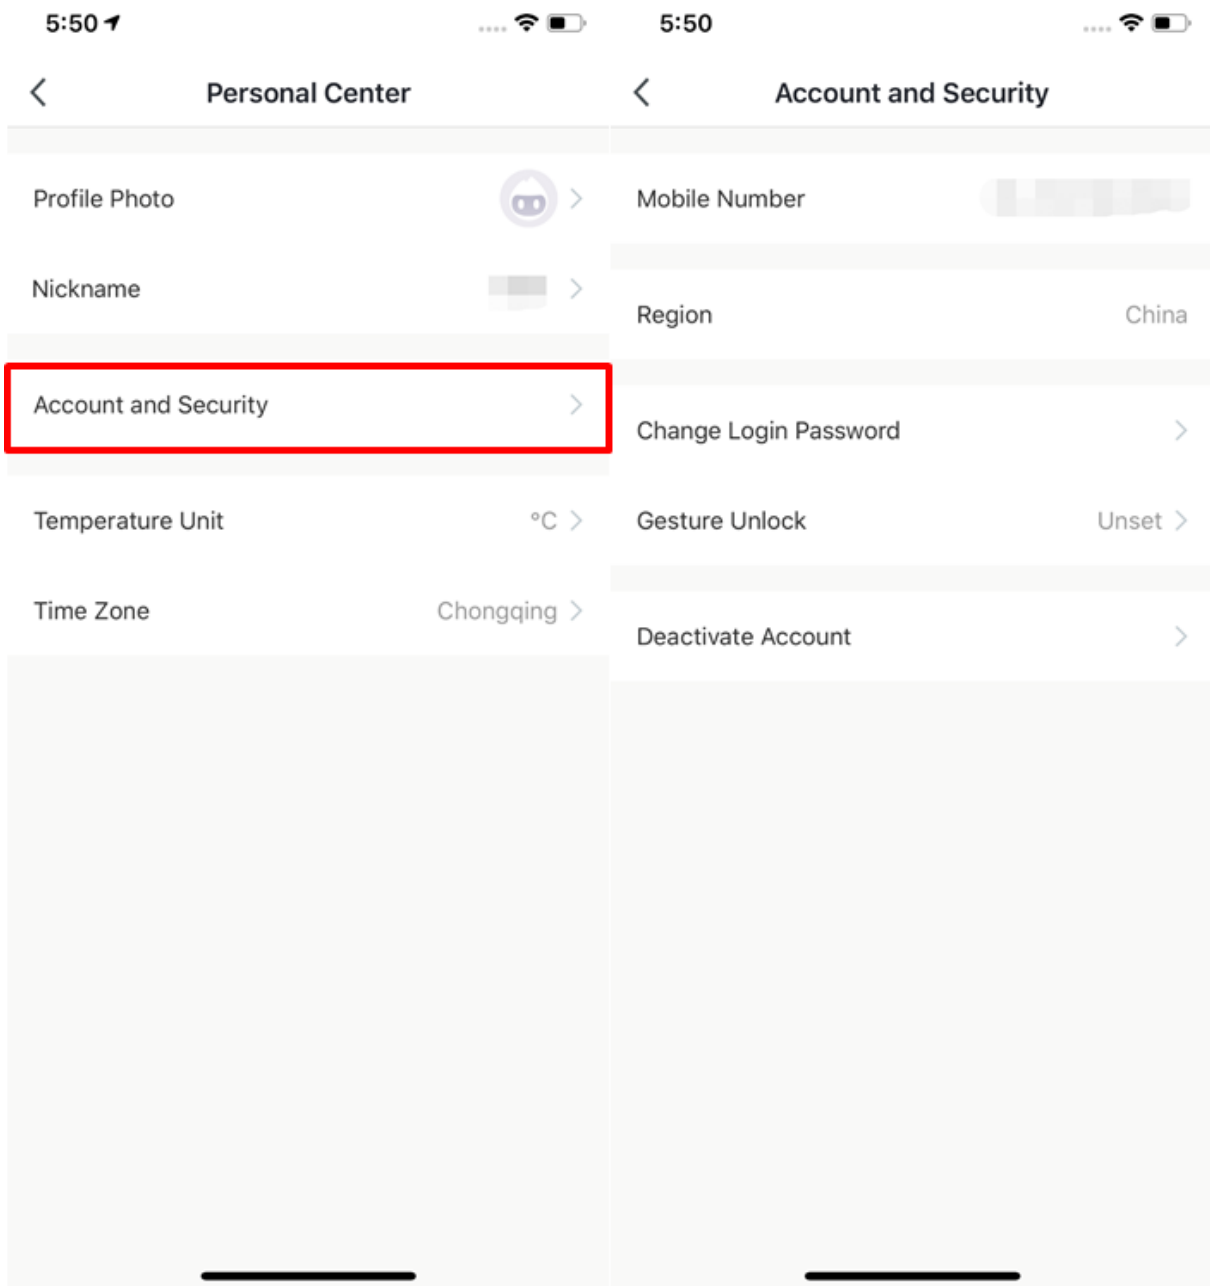 5:50
Personal Center
Profile Photo
Nickname
Account and Security
Temperature Unit °C
Time Zone Chongqing
5:50
Account and Security
Mobile Number
Region China
Change Login Password
Gesture Unlock Unset
Deactivate Account